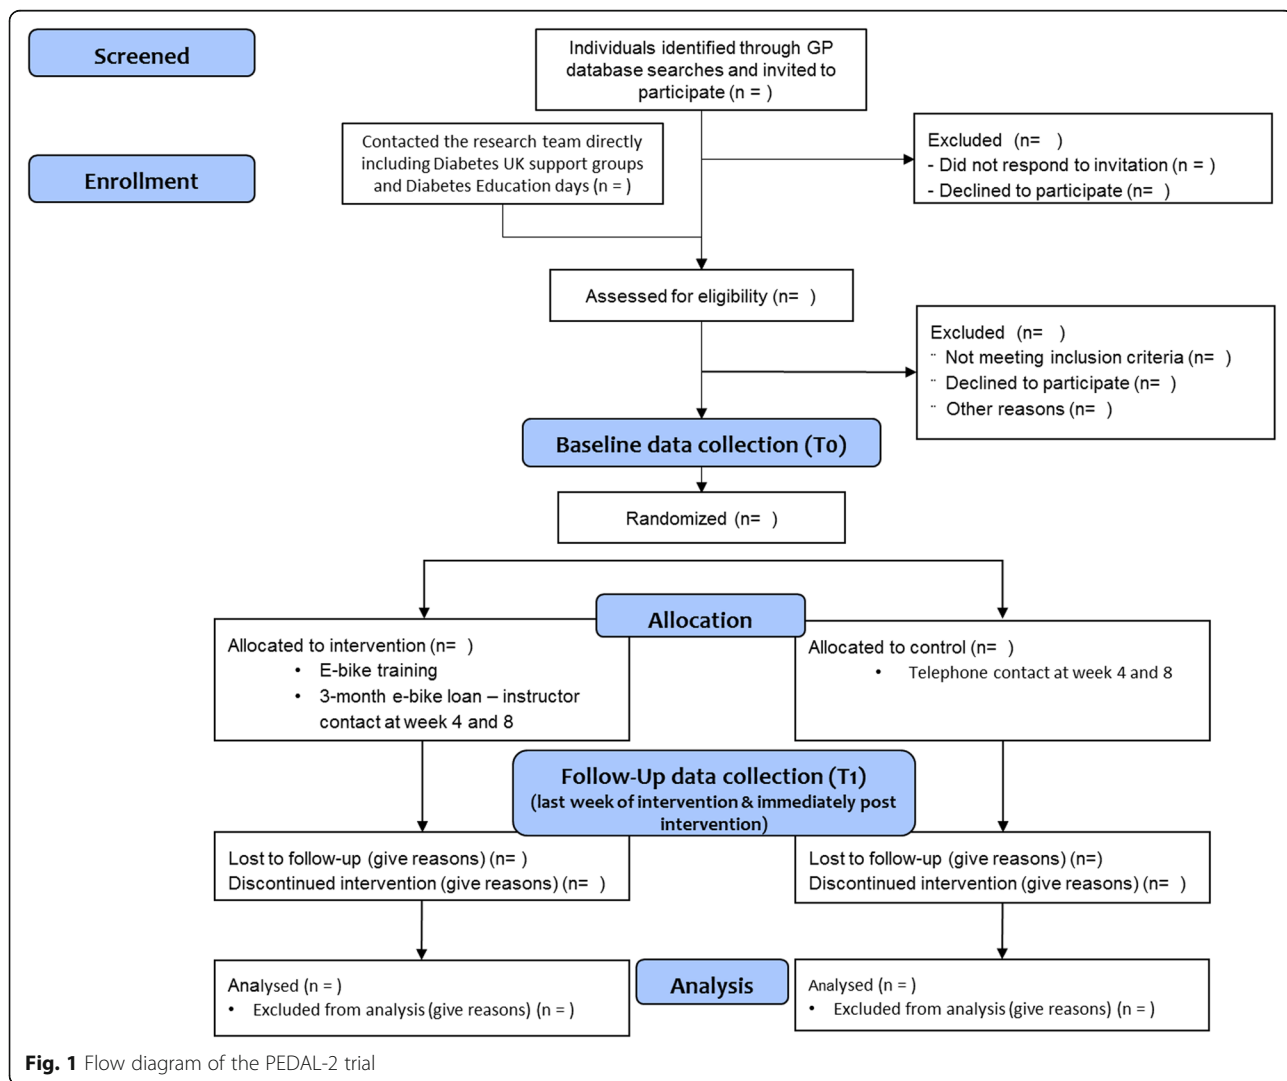 Screened
Individuals identified through GP
database searches and invited to
participate (n = )
Contacted the research team directly
including Diabetes UK support groups
and Diabetes Education days (n = )
Excluded (n= )
- Did not respond to invitation (n = )
- Declined to participate (n= )
Enrollment
Assessed for eligibility (n= )
Excluded (n= )
¨ Not meeting inclusion criteria (n= )
¨ Declined to participate (n= )
¨ Other reasons (n= )
Baseline data collection (T0)
Randomized (n= )
Allocation
Allocated to intervention (n= )
• E-bike training
• 3-month e-bike loan – instructor
contact at week 4 and 8
Allocated to control (n= )
• Telephone contact at week 4 and 8
Follow-Up data collection (T1)
(last week of intervention & immediately post
intervention)
Lost to follow-up (give reasons) (n= )
Discontinued intervention (give reasons) (n= )
Lost to follow-up (give reasons) (n=)
Discontinued intervention (give reasons) (n= )
Analysis
Analysed (n = )
• Excluded from analysis (give reasons) (n = )
Analysed (n = )
• Excluded from analysis (give reasons) (n = )
Fig. 1 Flow diagram of the PEDAL-2 trial